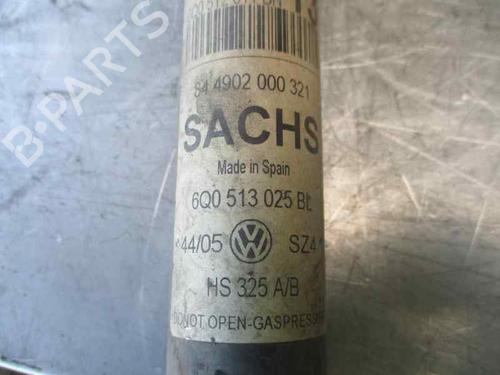 84 4902 000 321
SACHS
Made in Spain
6Q0 513 025 BL
44/05 VW SZ4
HS 325 A/B
DO NOT OPEN-GASPRESS